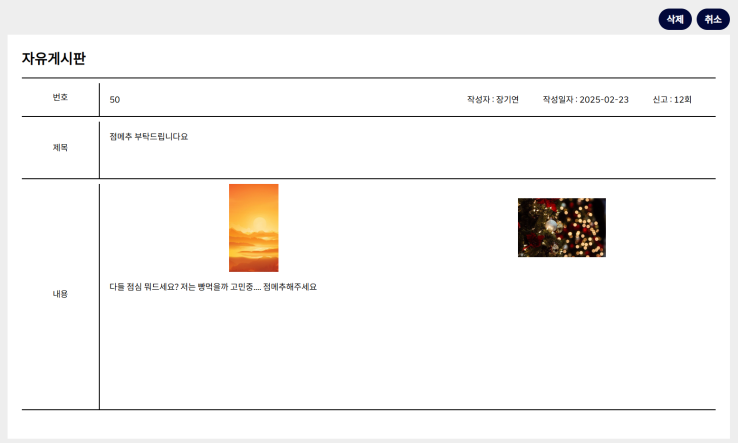 삭제 취소
자유게시판
번호 50 작성자 : 장기연 작성일자 : 2025-02-23 신고 : 12회
제목 점메추 부탁드립니다요
내용 다들 점심 뭐드세요? 저는 빵먹을까 고민중.... 점메추해주세요